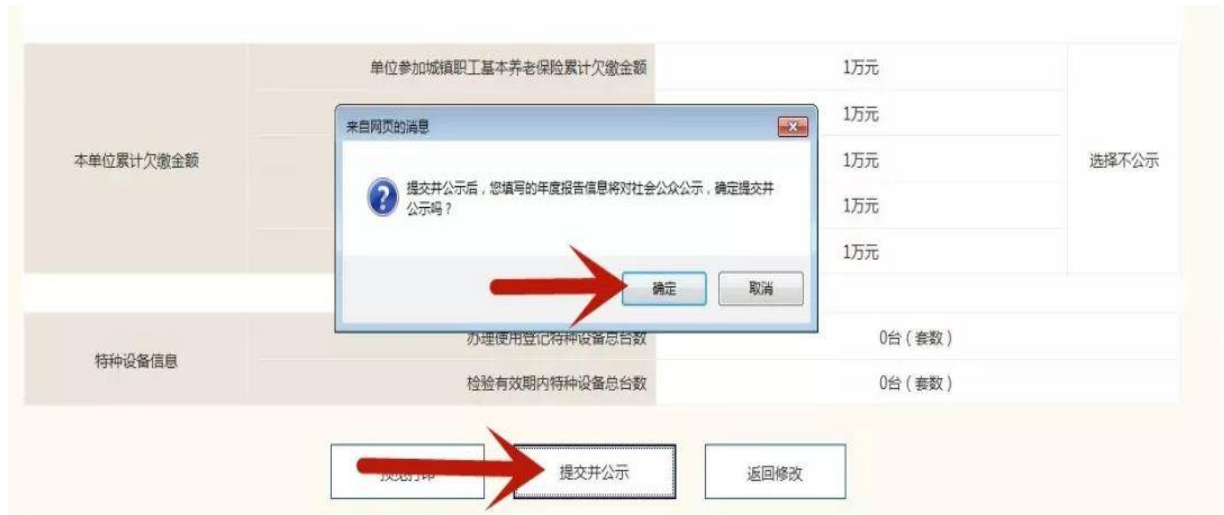 单位参加城镇职工基本养老保险累计欠缴金额 1万元
来自网页的消息
1万元
本单位累计欠缴金额 1万元 选择不公示
提交并公示后，您填写的年度报告信息将对社会公众公示，确定提交并
公示吗？
1万元
1万元
确定 取消
办理使用登记特种设备总台数 0台（套数）
特种设备信息
检验有效期内特种设备总台数 0台（套数）
提交并公示 返回修改